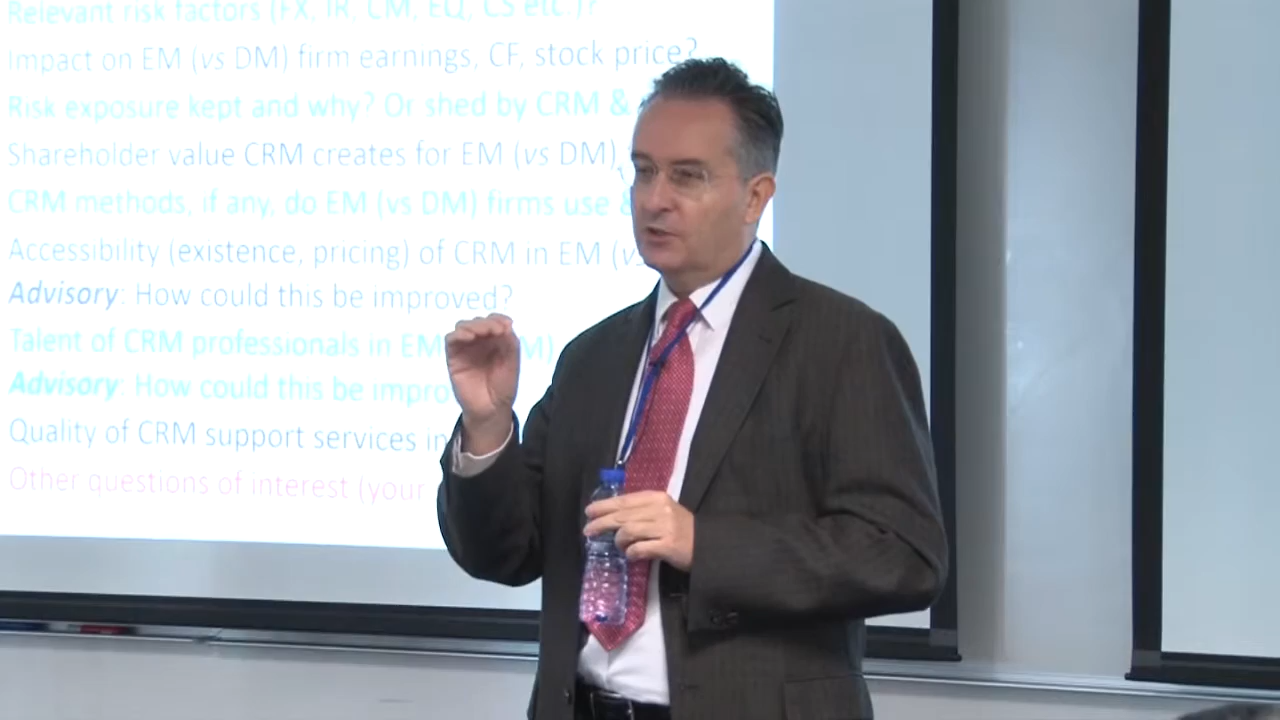 Relevant risk factors (FX, IR, CM, EQ, CS etc.)?
Impact on EM (vs DM) firm earnings, CF, stock price?
Risk exposure kept and why? Or shed by CRM &
Shareholder value CRM creates for EM (vs DM)
CRM methods, if any, do EM (vs DM) firms use &
Accessibility (existence, pricing) of CRM in EM (vs
Advisory: How could this be improved?
Talent of CRM professionals in EM M)
Advisory: How could this be impro
Quality of CRM support services in
Other questions of interest (your